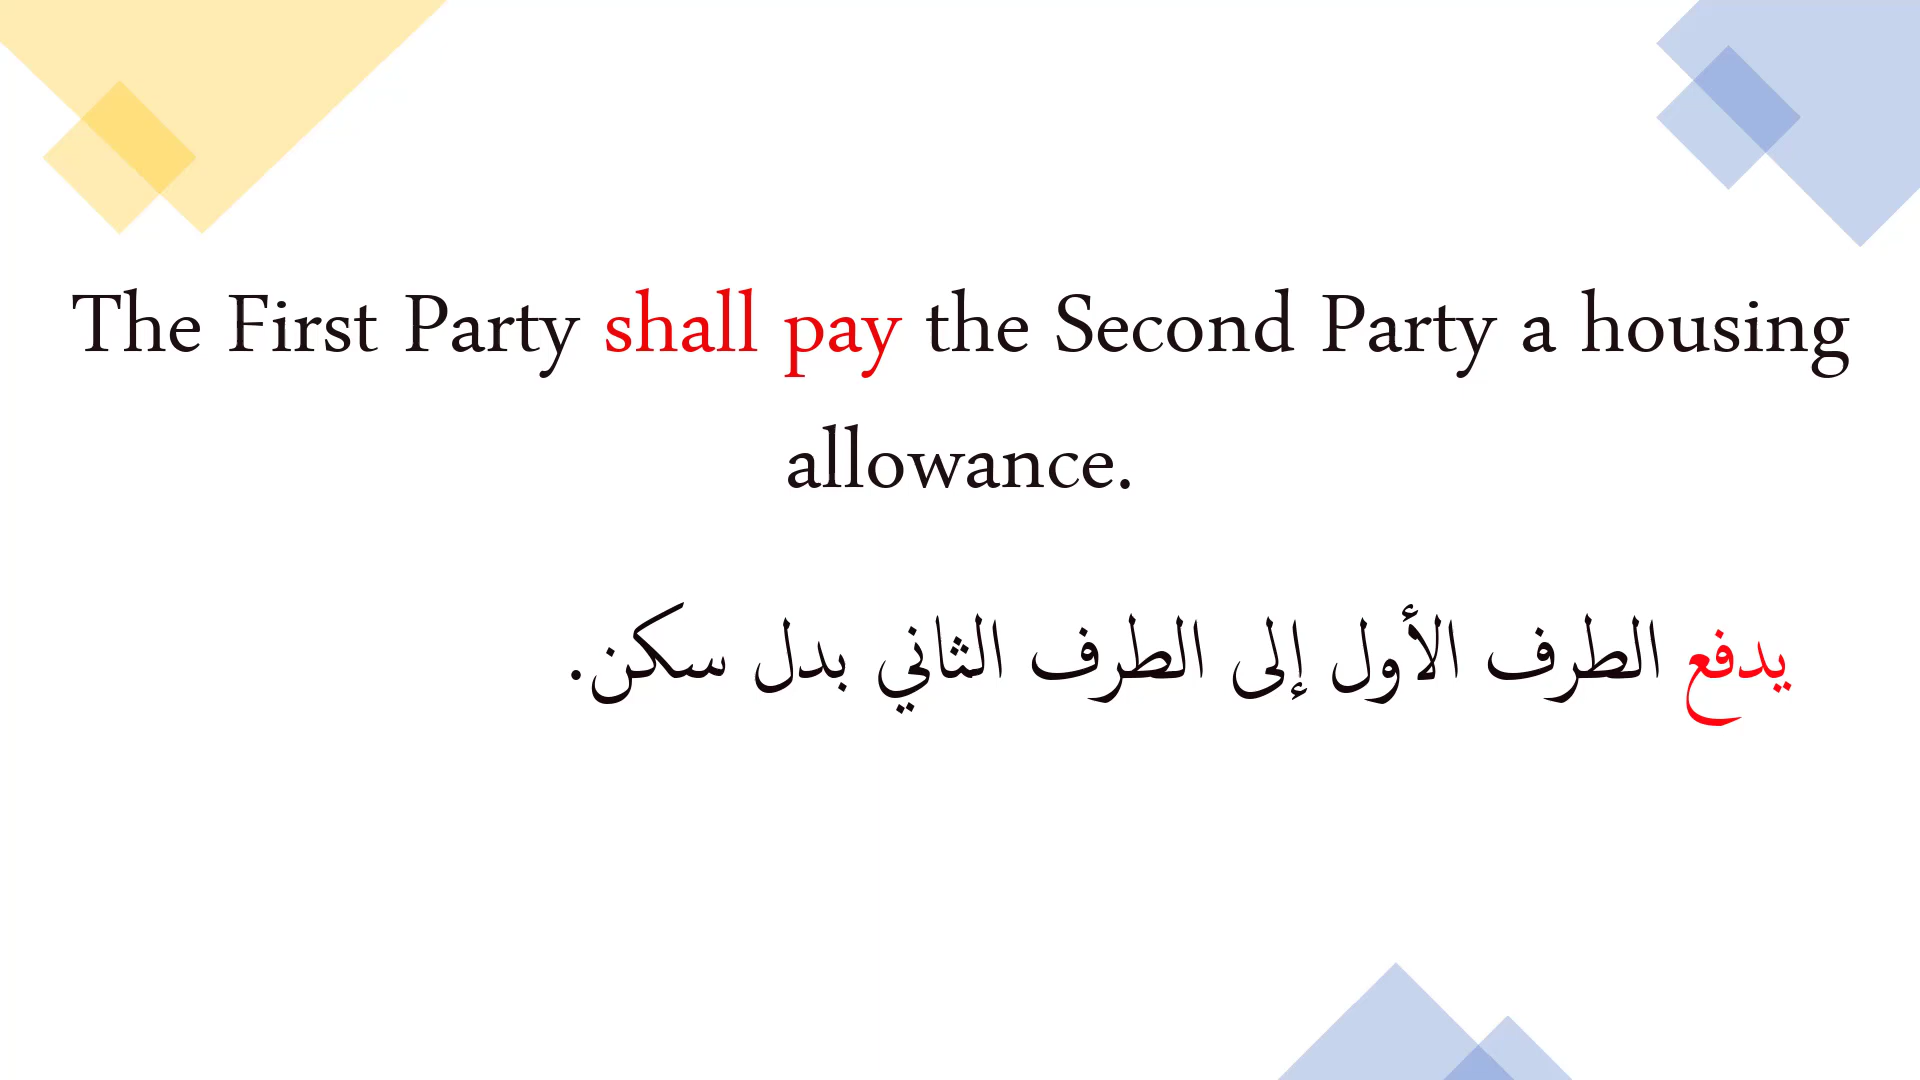 The First Party shall pay the Second Party a housing
allowance.
يدفع الطرف الأول إلى الطرف الثاني بدل سكن.